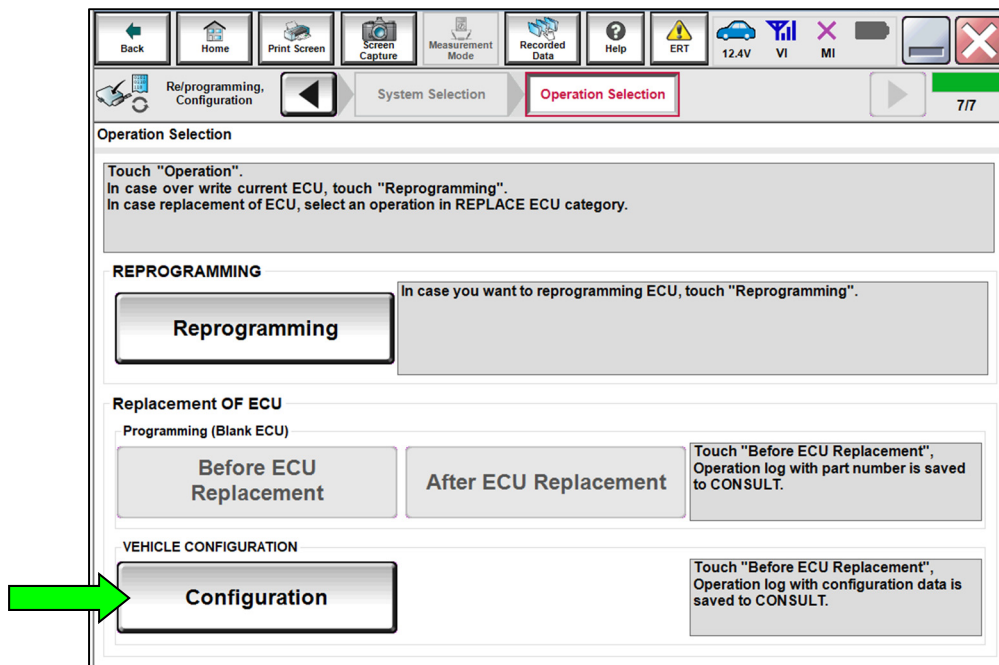 Back
Home
Print Screen
Screen
Capture
Measurement
Mode
Recorded
Data
Help
ERT
12.4V
VI
MI
Re/programming,
Configuration
System Selection
Operation Selection
7/7
Operation Selection
Touch "Operation".
In case over write current ECU, touch "Reprogramming".
In case replacement of ECU, select an operation in REPLACE ECU category.
REPROGRAMMING
Reprogramming
In case you want to reprogramming ECU, touch "Reprogramming".
Replacement OF ECU
Programming (Blank ECU)
Before ECU
Replacement
After ECU Replacement
Touch "Before ECU Replacement",
Operation log with part number is saved
to CONSULT.
VEHICLE CONFIGURATION
Configuration
Touch "Before ECU Replacement",
Operation log with configuration data is
saved to CONSULT.